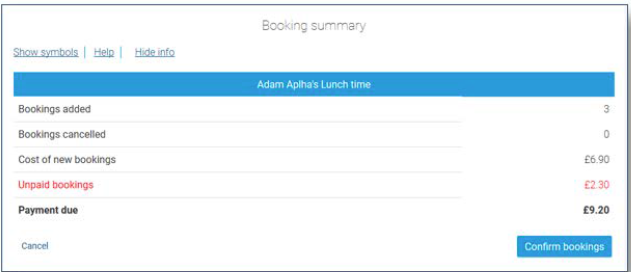 Booking summary
Show symbols | Help | Hide info
Adam Aplha's Lunch time
Bookings added 3
Bookings cancelled 0
Cost of new bookings £6.90
Unpaid bookings £2.30
Payment due £9.20
Cancel Confirm bookings